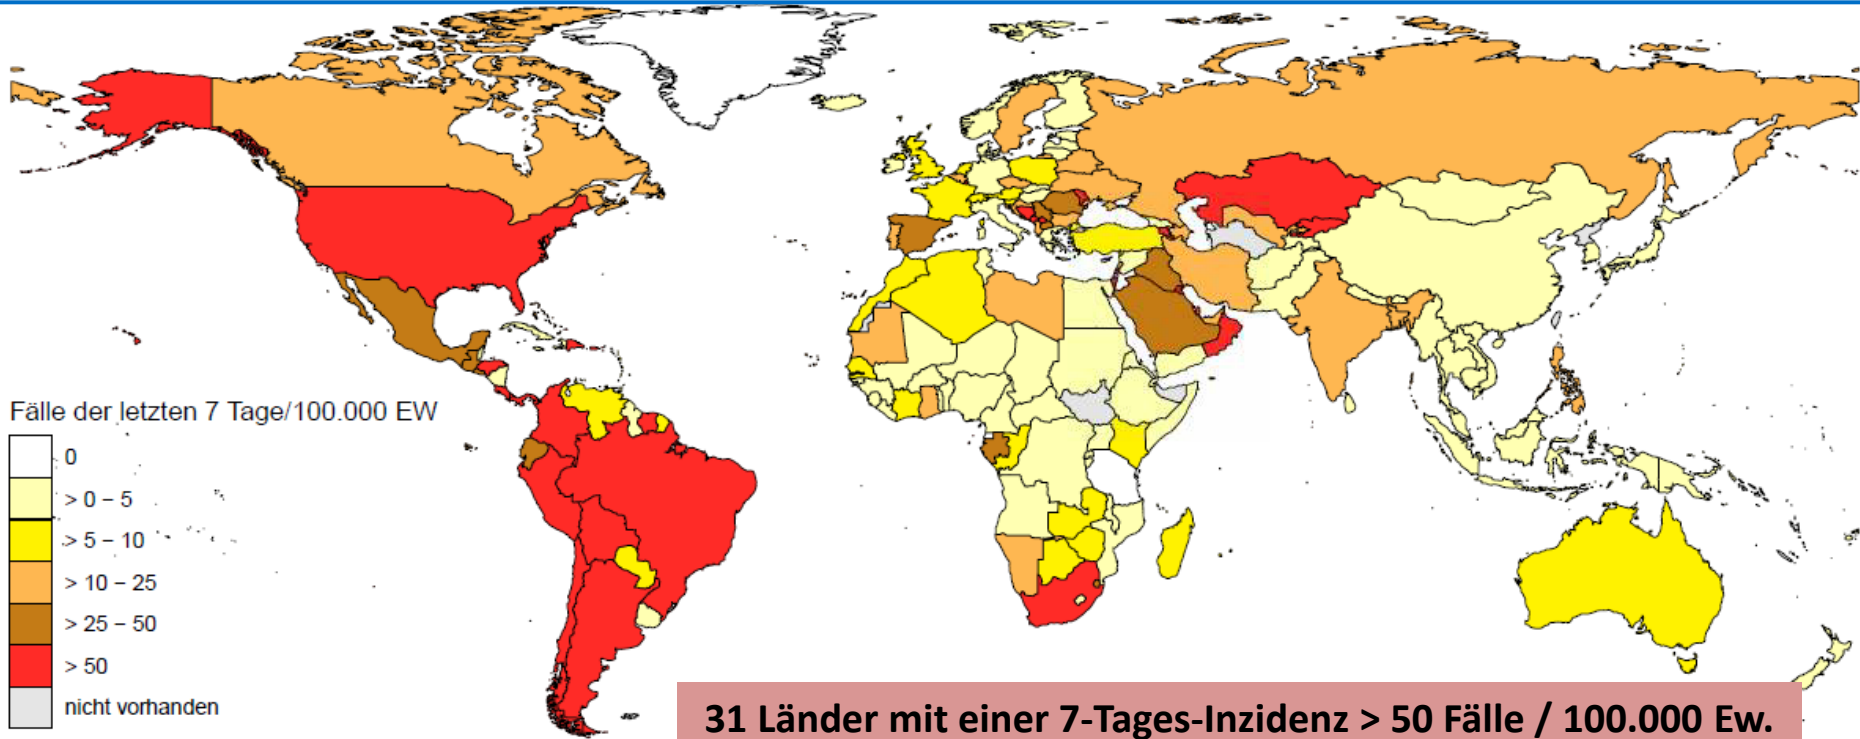 Fälle der letzten 7 Tage/100.000 EW
0
> 0 – 5
> 5 – 10
> 10 – 25
> 25 – 50
> 50
nicht vorhanden
31 Länder mit einer 7-Tages-Inzidenz > 50 Fälle / 100.000 Ew.